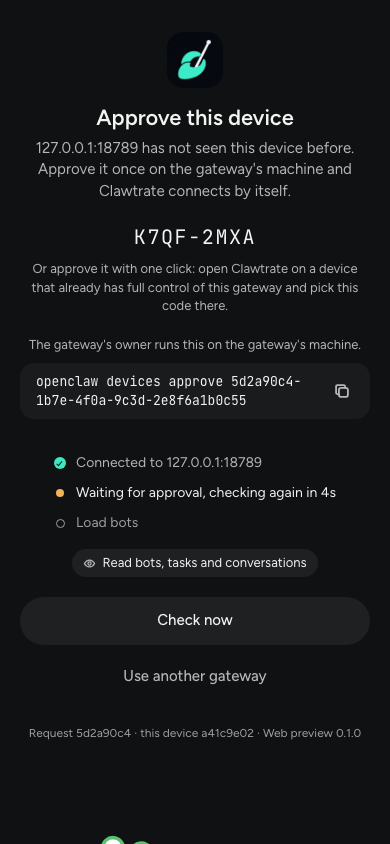 Approve this device
127.0.0.1:18789 has not seen this device before.
Approve it once on the gateway's machine and
Clawtrate connects by itself.
K7QF-2MXA
Or approve it with one click: open Clawtrate on a device
that already has full control of this gateway and pick this
code there.
The gateway's owner runs this on the gateway's machine.
openclaw devices approve 5d2a90c4-
1b7e-4f0a-9c3d-2e8f6a1b0c55
Connected to 127.0.0.1:18789
Waiting for approval, checking again in 4s
Load bots
Read bots, tasks and conversations
Check now
Use another gateway
Request 5d2a90c4 · this device a41c9e02 · Web preview 0.1.0